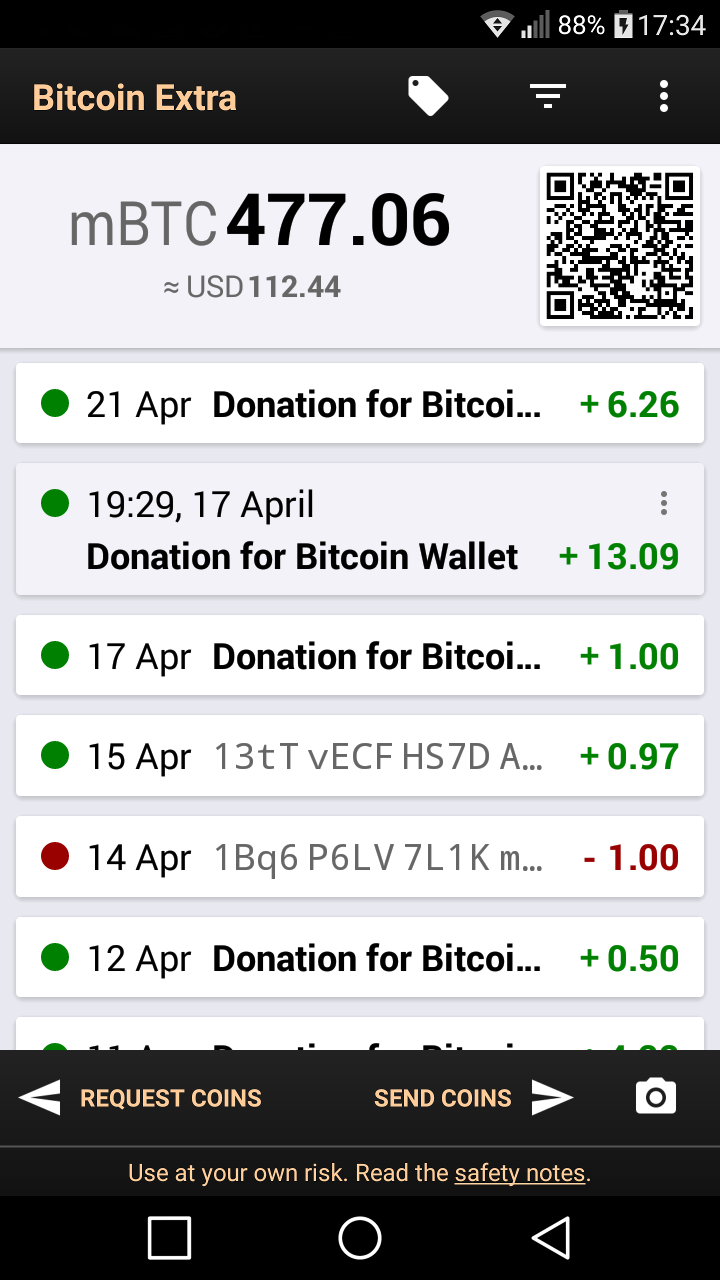 88% 17:34
Bitcoin Extra
mBTC 477.06
≈ USD 112.44
21 Apr Donation for Bitcoi... + 6.26
19:29, 17 April
Donation for Bitcoin Wallet + 13.09
17 Apr Donation for Bitcoi... + 1.00
15 Apr 13tT vECF HS7D A... + 0.97
14 Apr 1Bq6 P6LV 7L1K m... - 1.00
12 Apr Donation for Bitcoi... + 0.50
REQUEST COINS SEND COINS
Use at your own risk. Read the safety notes.